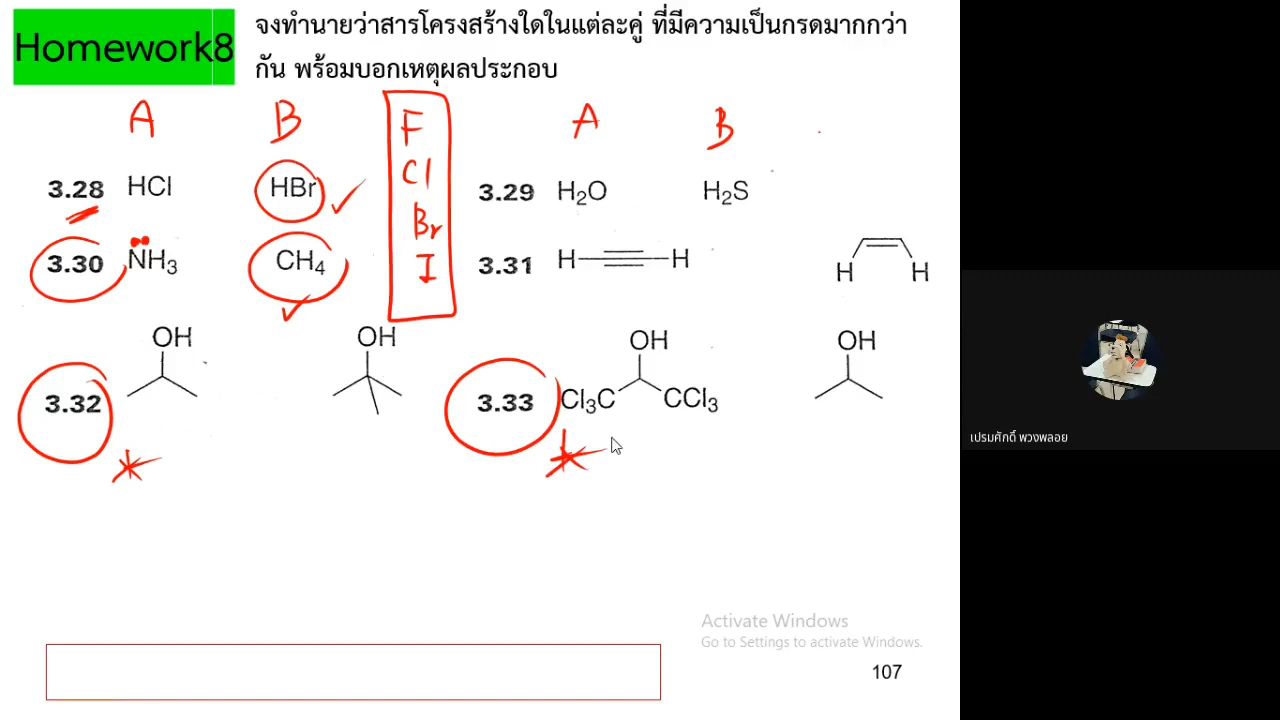 Homework8
จงทำนายว่าสารโครงสร้างใดในแต่ละคู่ ที่มีความเป็นกรดมากกว่า
กัน พร้อมบอกเหตุผลประกอบ
A B F A B
Cl
Br
I
3.28 HCl HBr 3.29 H2O H2S
3.30 NH3 CH4 3.31 H H H H
3.32 OH OH 3.33 OH Cl3C CCl3 OH
เปรมศักดิ์ พวงพลอย
Activate Windows
Go to Settings to activate Windows.
107